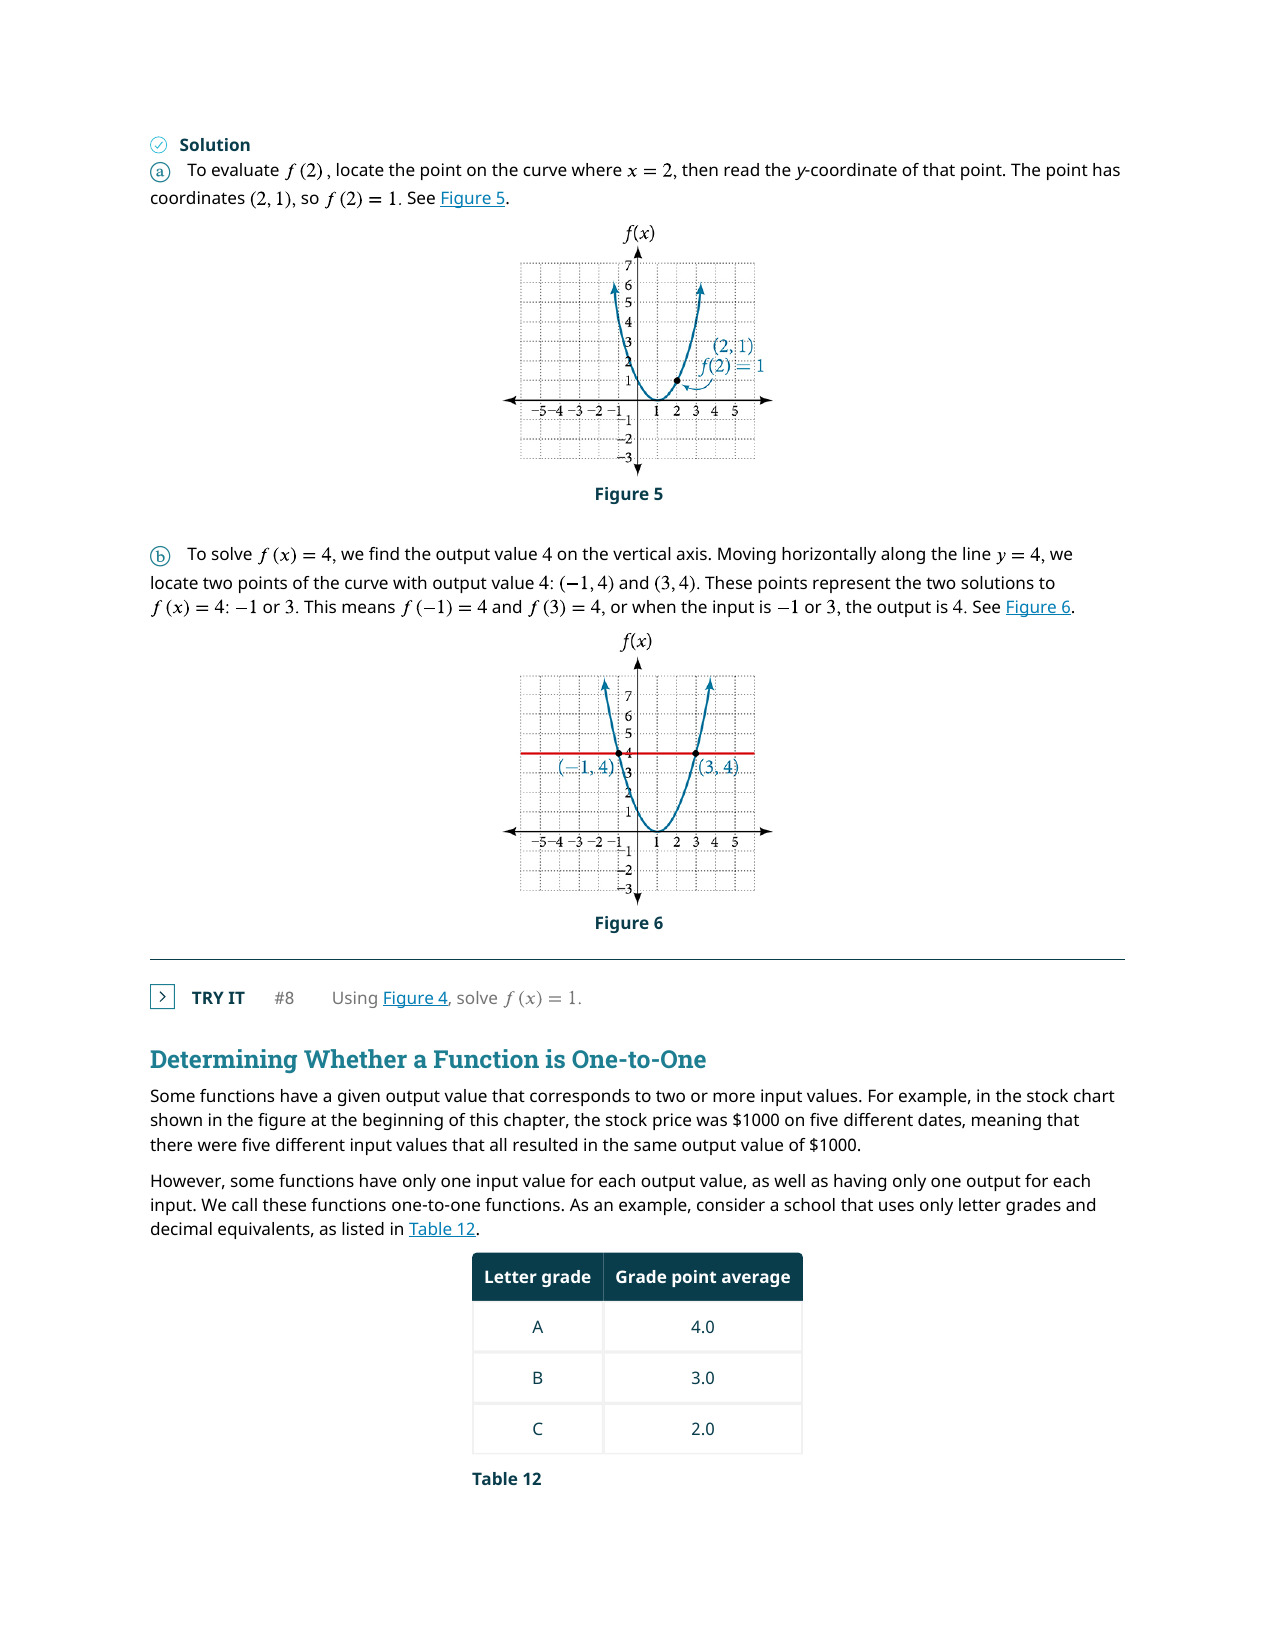 Solution
ⓐ To evaluate f (2) , locate the point on the curve where x = 2, then read the y-coordinate of that point. The point has
coordinates (2, 1), so f (2) = 1. See Figure 5.
f(x)
7
6
5
4
3
(2, 1)
2
f(2) = 1
1
−5 −4 −3 −2 −1 1 2 3 4 5
−1
−2
−3
Figure 5
ⓑ To solve f (x) = 4, we find the output value 4 on the vertical axis. Moving horizontally along the line y = 4, we
locate two points of the curve with output value 4: (−1, 4) and (3, 4). These points represent the two solutions to
f (x) = 4: −1 or 3. This means f (−1) = 4 and f (3) = 4, or when the input is −1 or 3, the output is 4. See Figure 6.
f(x)
7
6
5
4
(−1, 4) 3 (3, 4)
2
1
−5 −4 −3 −2 −1 1 2 3 4 5
−1
−2
−3
Figure 6
TRY IT #8 Using Figure 4, solve f (x) = 1.
Determining Whether a Function is One-to-One
Some functions have a given output value that corresponds to two or more input values. For example, in the stock chart
shown in the figure at the beginning of this chapter, the stock price was $1000 on five different dates, meaning that
there were five different input values that all resulted in the same output value of $1000.
However, some functions have only one input value for each output value, as well as having only one output for each
input. We call these functions one-to-one functions. As an example, consider a school that uses only letter grades and
decimal equivalents, as listed in Table 12.
Letter grade Grade point average
A 4.0
B 3.0
C 2.0
Table 12